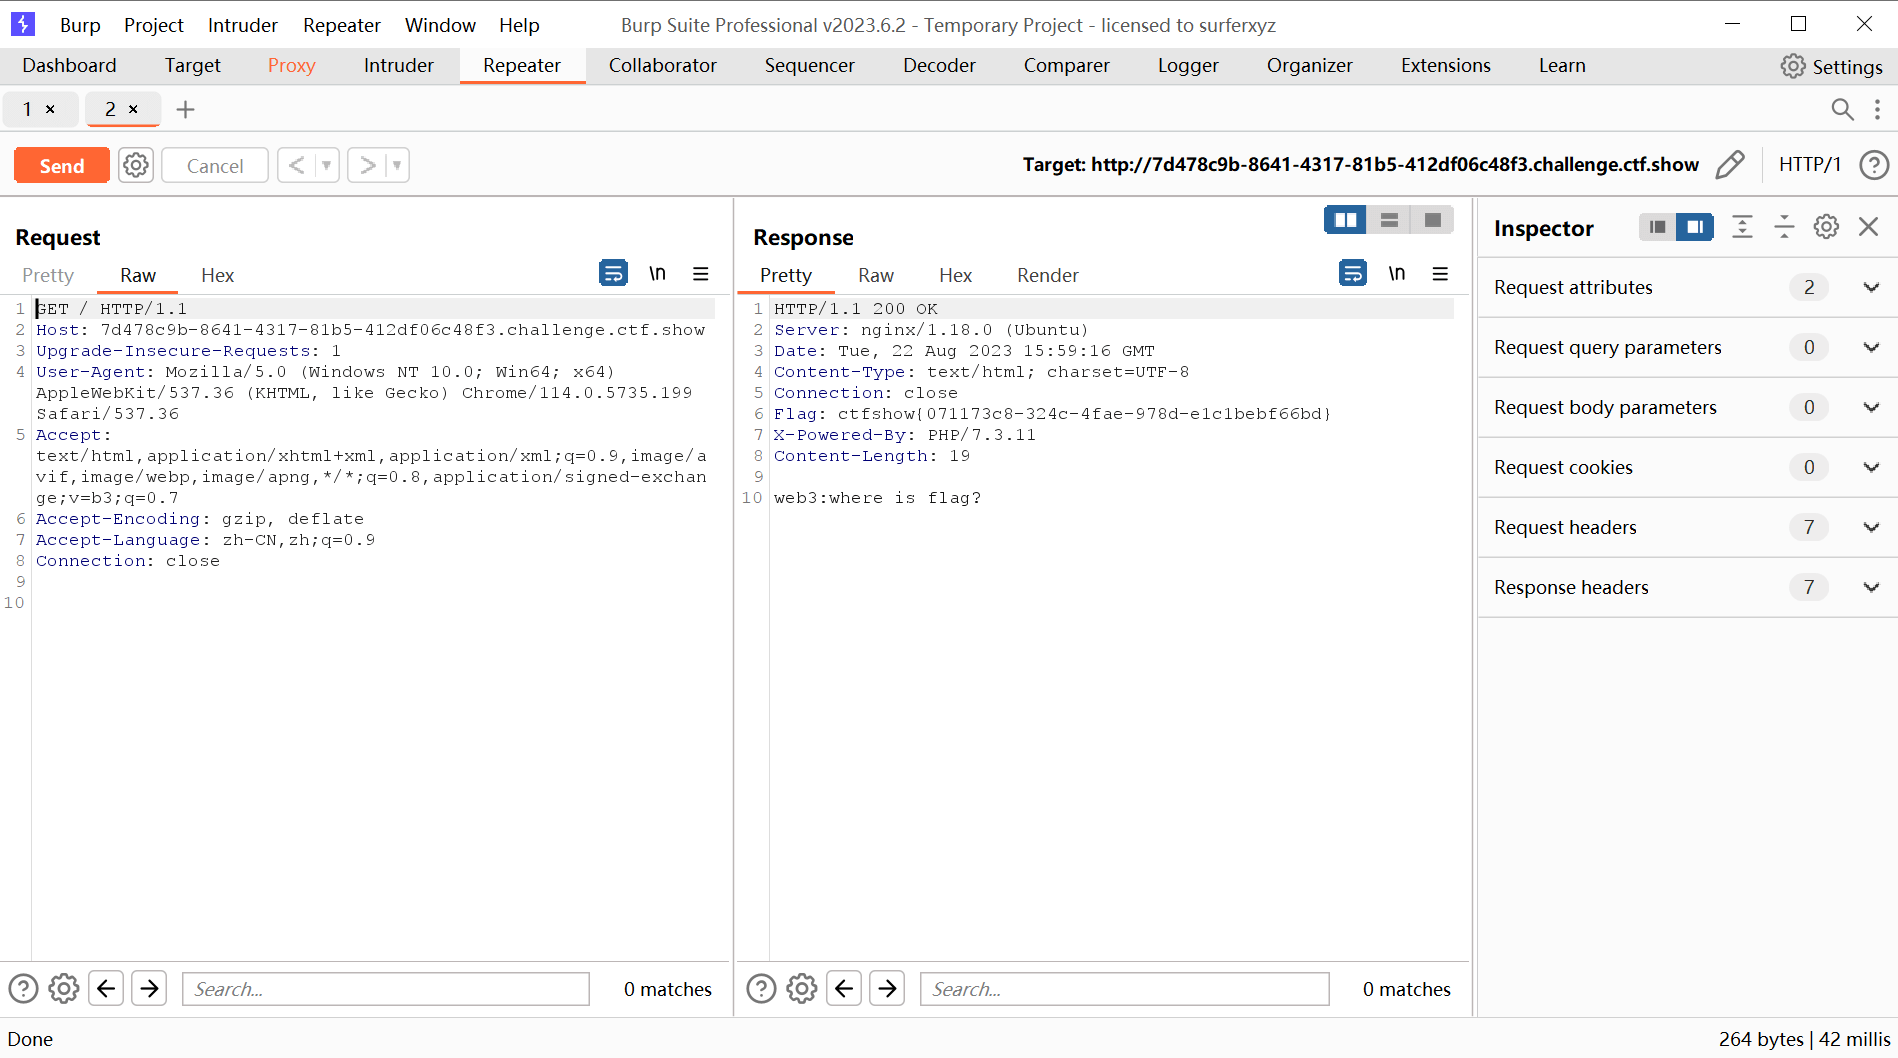 Burp Project Intruder Repeater Window Help Burp Suite Professional v2023.6.2 - Temporary Project - licensed to surferxyz
Dashboard Target Proxy Intruder Repeater Collaborator Sequencer Decoder Comparer Logger Organizer Extensions Learn Settings
1 × 2 × +
Send Cancel < > Target: http://7d478c9b-8641-4317-81b5-412df06c48f3.challenge.ctf.show HTTP/1 ?
Request
Pretty Raw Hex \n
1 GET / HTTP/1.1
2 Host: 7d478c9b-8641-4317-81b5-412df06c48f3.challenge.ctf.show
3 Upgrade-Insecure-Requests: 1
4 User-Agent: Mozilla/5.0 (Windows NT 10.0; Win64; x64)
AppleWebKit/537.36 (KHTML, like Gecko) Chrome/114.0.5735.199
Safari/537.36
5 Accept:
text/html,application/xhtml+xml,application/xml;q=0.9,image/a
vif,image/webp,image/apng,*/*;q=0.8,application/signed-exchan
ge;v=b3;q=0.7
6 Accept-Encoding: gzip, deflate
7 Accept-Language: zh-CN,zh;q=0.9
8 Connection: close
9
10
? Search... 0 matches
Response
Pretty Raw Hex Render \n
1 HTTP/1.1 200 OK
2 Server: nginx/1.18.0 (Ubuntu)
3 Date: Tue, 22 Aug 2023 15:59:16 GMT
4 Content-Type: text/html; charset=UTF-8
5 Connection: close
6 Flag: ctfshow{071173c8-324c-4fae-978d-e1c1bebf66bd}
7 X-Powered-By: PHP/7.3.11
8 Content-Length: 19
9
10 web3:where is flag?
? Search... 0 matches
Inspector
Request attributes 2
Request query parameters 0
Request body parameters 0
Request cookies 0
Request headers 7
Response headers 7
Done 264 bytes | 42 millis